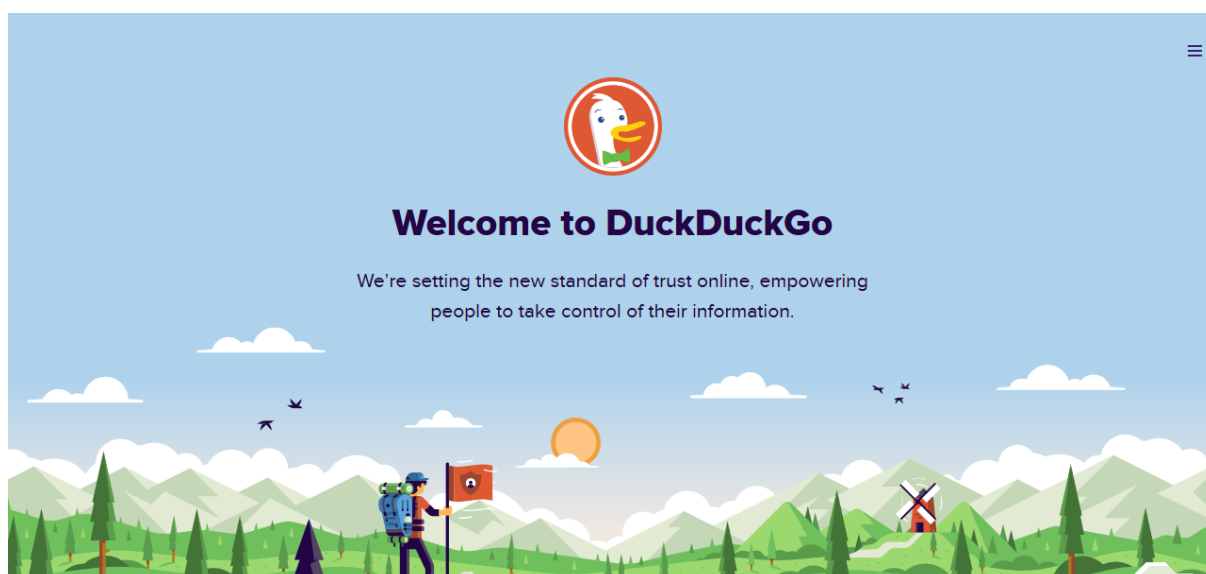 Welcome to DuckDuckGo
We’re setting the new standard of trust online, empowering
people to take control of their information.